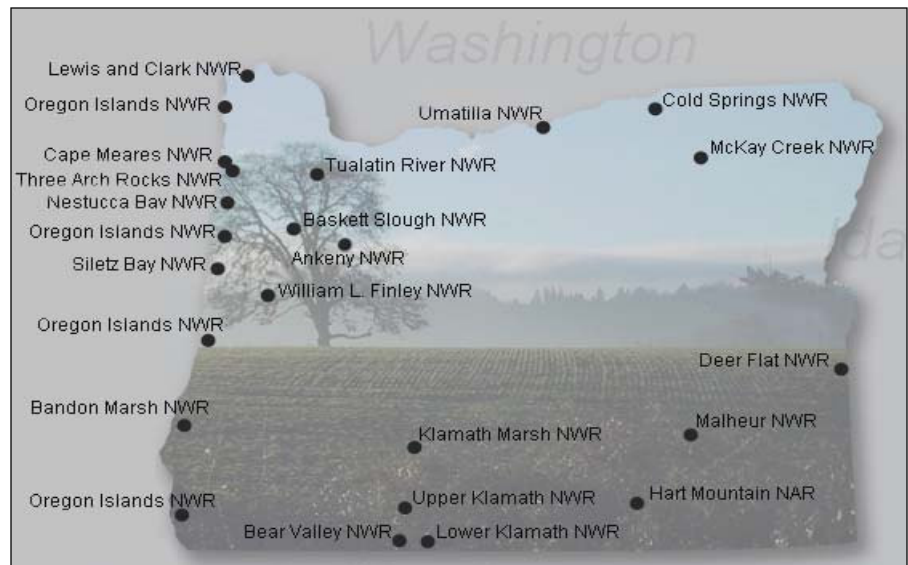 Washington
Lewis and Clark NWR
Oregon Islands NWR
Umatilla NWR
Cold Springs NWR
Cape Meares NWR
McKay Creek NWR
Three Arch Rocks NWR
Tualatin River NWR
Nestucca Bay NWR
Baskett Slough NWR
Oregon Islands NWR
Ankeny NWR
Siletz Bay NWR
William L. Finley NWR
Oregon Islands NWR
Deer Flat NWR
Bandon Marsh NWR
Klamath Marsh NWR
Malheur NWR
Oregon Islands NWR
Upper Klamath NWR
Hart Mountain NAR
Bear Valley NWR
Lower Klamath NWR